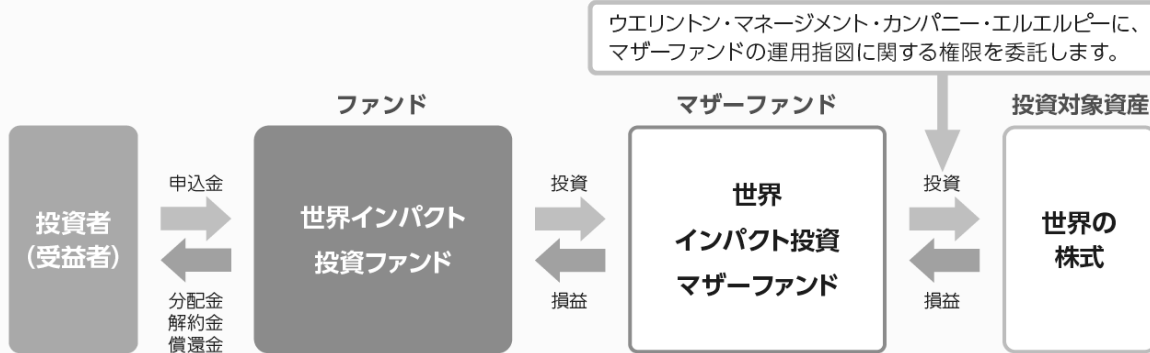 ウエリントン・マネージメント・カンパニー・エルエルピーに、
マザーファンドの運用指図に関する権限を委託します。
ファンド
マザーファンド
投資対象資産
投資者
(受益者)
申込金
分配金
解約金
償還金
世界インパクト
投資ファンド
投資
損益
世界
インパクト投資
マザーファンド
投資
損益
世界の
株式